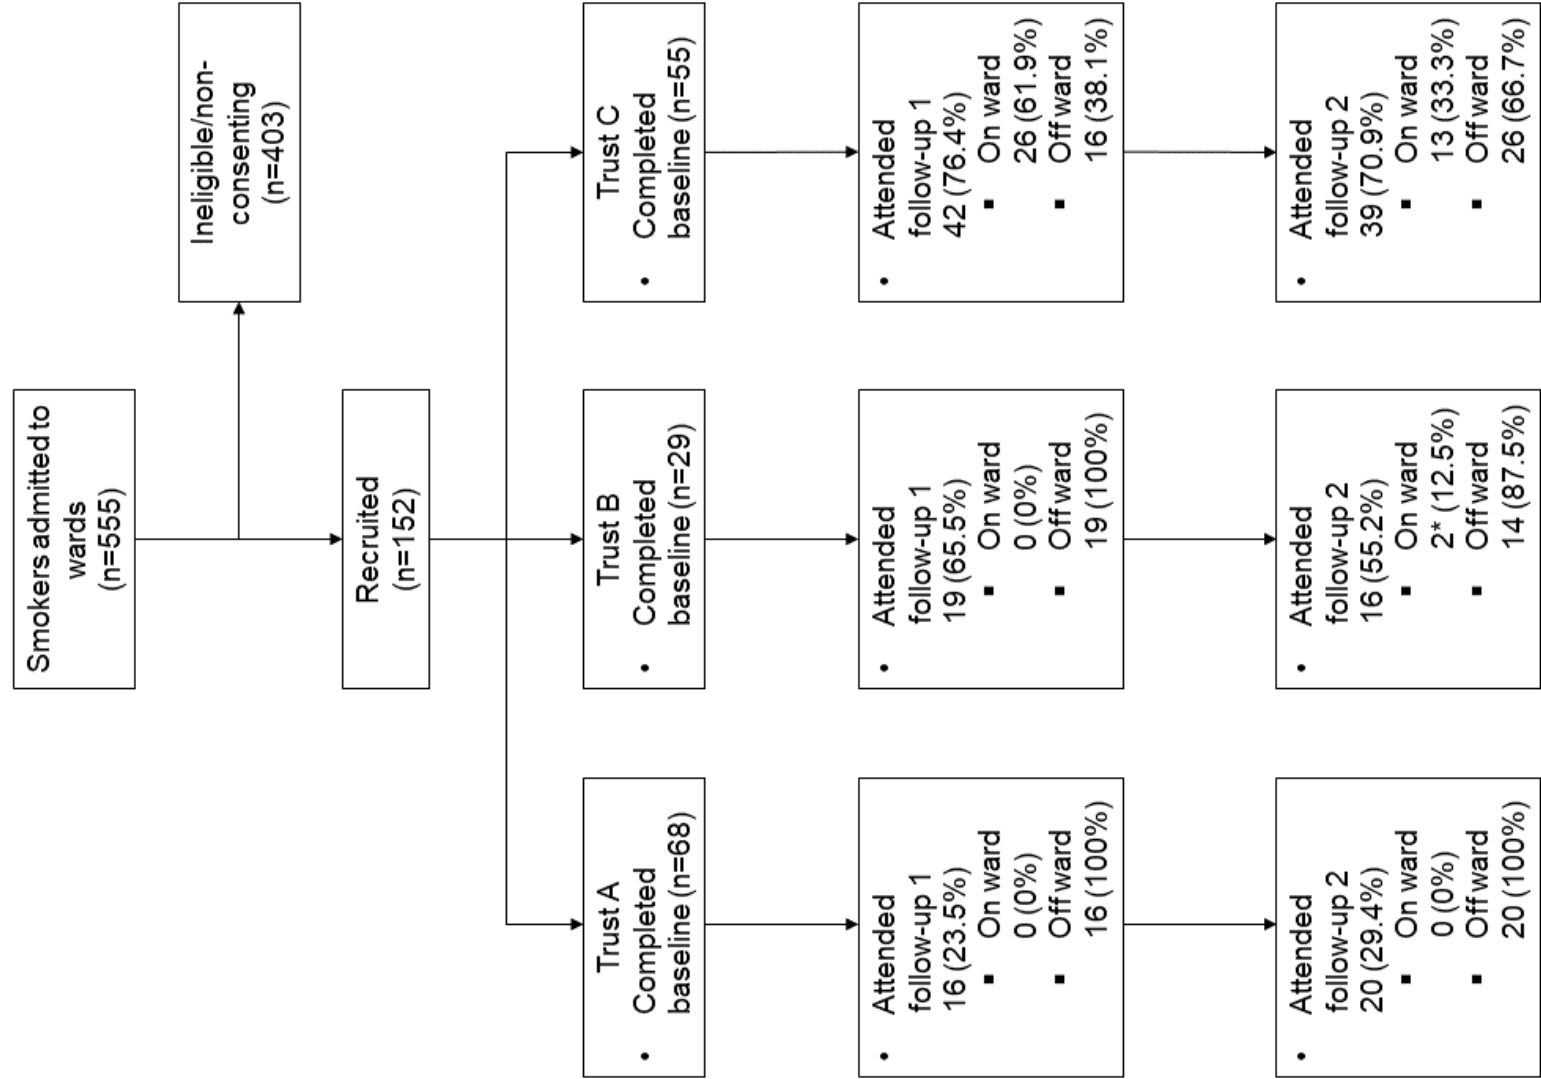 Smokers admitted to
wards
(n=555)
Ineligible/non-
consenting
(n=403)
Recruited
(n=152)
Trust A
• Completed
baseline (n=68)
Trust B
• Completed
baseline (n=29)
Trust C
• Completed
baseline (n=55)
• Attended
follow-up 1
16 (23.5%)
▪ On ward
0 (0%)
▪ Off ward
16 (100%)
• Attended
follow-up 1
19 (65.5%)
▪ On ward
0 (0%)
▪ Off ward
19 (100%)
• Attended
follow-up 1
42 (76.4%)
▪ On ward
26 (61.9%)
▪ Off ward
16 (38.1%)
• Attended
follow-up 2
20 (29.4%)
▪ On ward
0 (0%)
▪ Off ward
20 (100%)
• Attended
follow-up 2
16 (55.2%)
▪ On ward
2* (12.5%)
▪ Off ward
14 (87.5%)
• Attended
follow-up 2
39 (70.9%)
▪ On ward
13 (33.3%)
▪ Off ward
26 (66.7%)